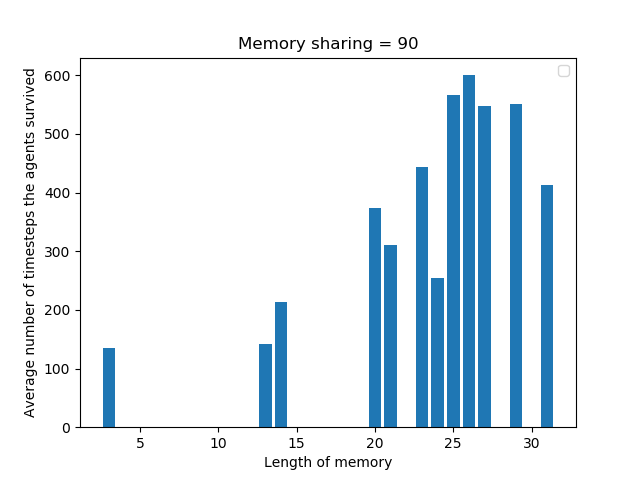 Memory sharing = 90
Average number of timesteps the agents survived
600
500
400
300
200
100
0
5 10 15 20 25 30
Length of memory